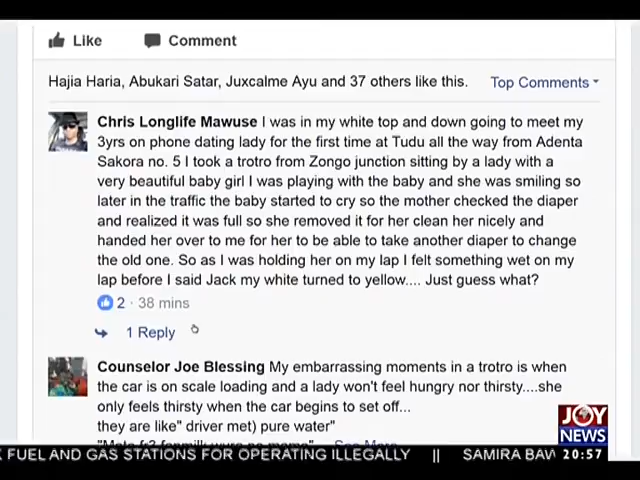 Like Comment
Hajia Haria, Abukari Satar, Juxcalme Ayu and 37 others like this. Top Comments
Chris Longlife Mawuse I was in my white top and down going to meet my
3yrs on phone dating lady for the first time at Tudu all the way from Adenta
Sakora no. 5 I took a trotro from Zongo junction sitting by a lady with a
very beautiful baby girl I was playing with the baby and she was smiling so
later in the traffic the baby started to cry so the mother checked the diaper
and realized it was full so she removed it for her clean her nicely and
handed her over to me for her to be able to take another diaper to change
the old one. So as I was holding her on my lap I felt something wet on my
lap before I said Jack my white turned to yellow.... Just guess what?
2 · 38 mins
1 Reply
Counselor Joe Blessing My embarrassing moments in a trotro is when
the car is on scale loading and a lady won't feel hungry nor thirsty....she
only feels thirsty when the car begins to set off...
they are like" driver met) pure water"
See More
JOY
NEWS
FUEL AND GAS STATIONS FOR OPERATING ILLEGALLY || SAMIRA BAW 20:57